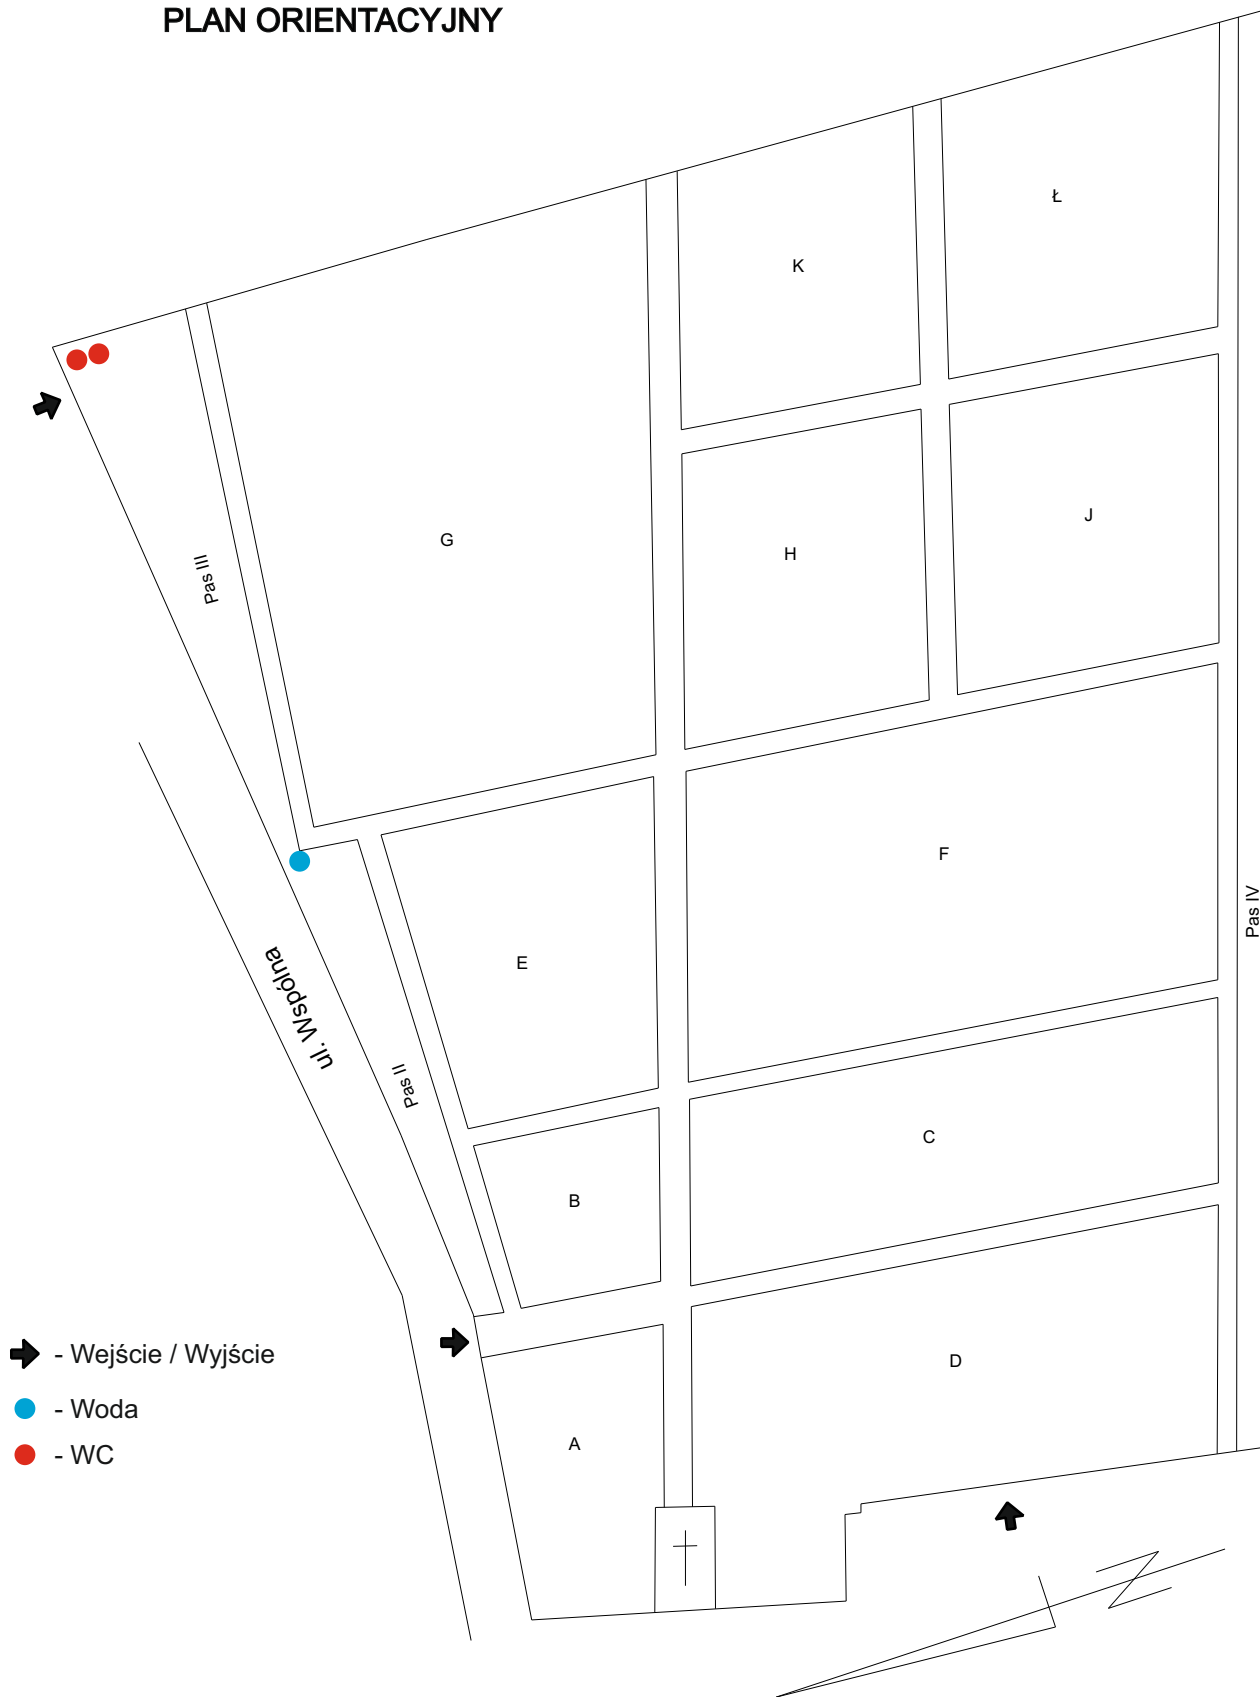 PLAN ORIENTACYJNY
Ł
K
J
G
H
Pas III
F
Pas IV
E
ul. Wspólna
Pas II
C
B
- Wejście / Wyjście
D
- Woda
A
- WC
N